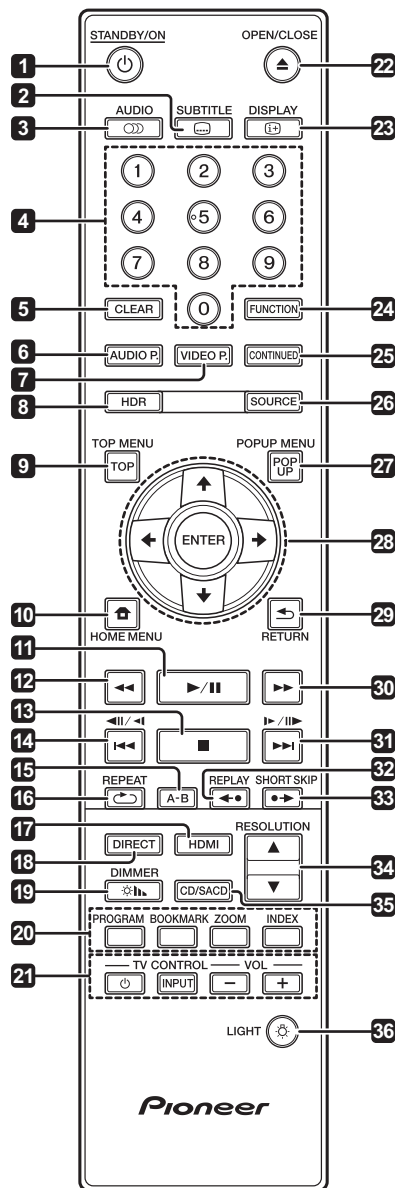 STANDBY/ON OPEN/CLOSE
1 22
2
AUDIO SUBTITLE DISPLAY
3 23
1 2 3
4
4 5 6
7 8 9
5 CLEAR 0 FUNCTION 24
6 AUDIO P. VIDEO P. CONTINUED 25
7
8 HDR SOURCE 26
TOP MENU POPUP MENU
9 TOP POP UP 27
ENTER 28
10 29
HOME MENU RETURN
11
12 30
13
14 31
15 32
16 REPEAT A-B REPLAY SHORT SKIP 33
17 RESOLUTION
18 DIRECT HDMI 34
DIMMER
19 CD/SACD 35
PROGRAM BOOKMARK ZOOM INDEX
20
TV CONTROL VOL
21 INPUT − +
LIGHT 36
Pioneer